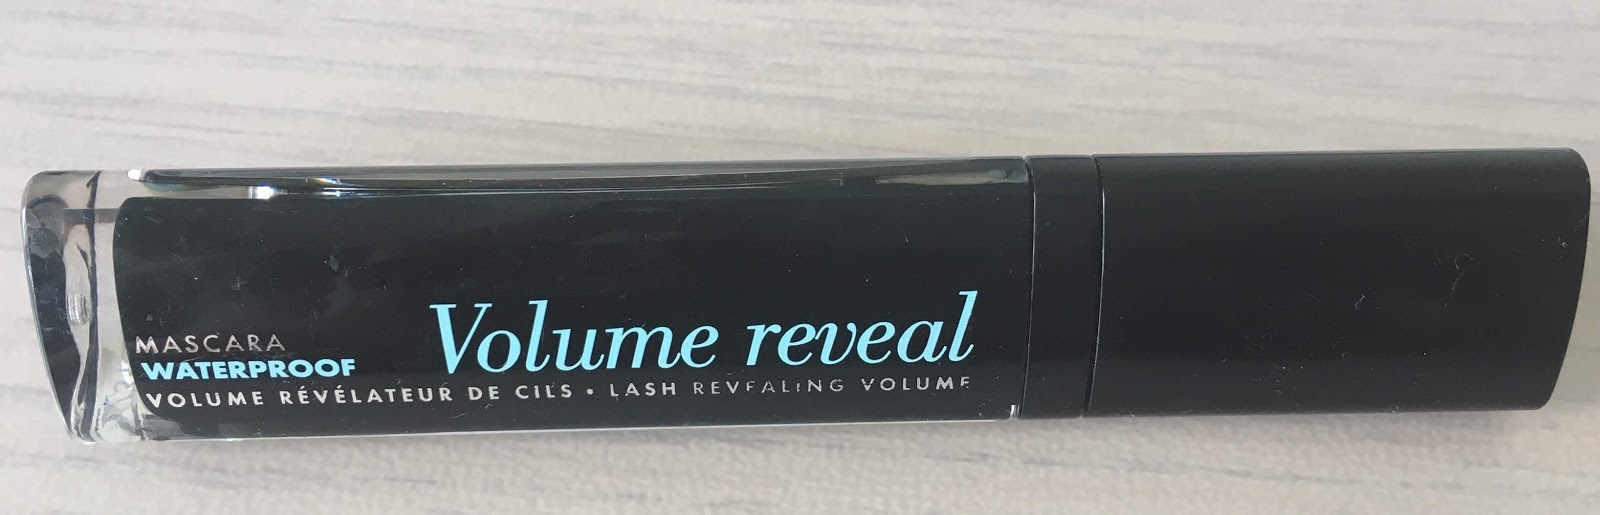 Volume reveal
MASCARA
WATERPROOF
VOLUME RÉVÉLATEUR DE CILS • LASH REVEALING VOLUME